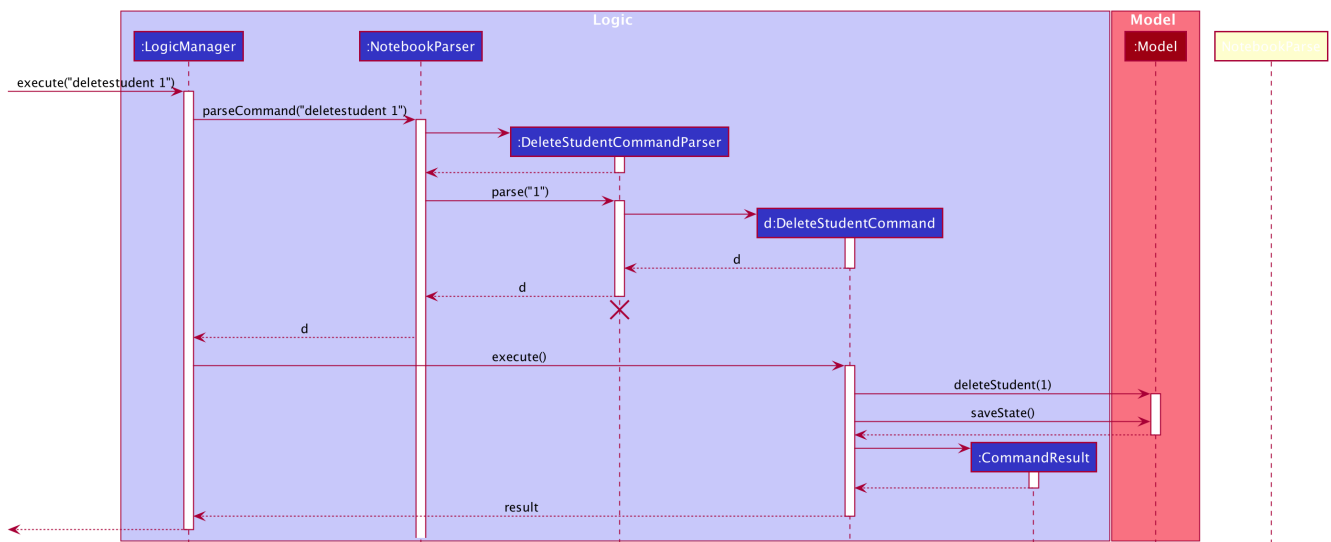 Logic
Model
:LogicManager
:NotebookParser
:Model
execute("deletestudent 1")
parseCommand("deletestudent 1")
:DeleteStudentCommandParser
parse("1")
d:DeleteStudentCommand
d
d
d
execute()
deleteStudent(1)
saveState()
:CommandResult
result